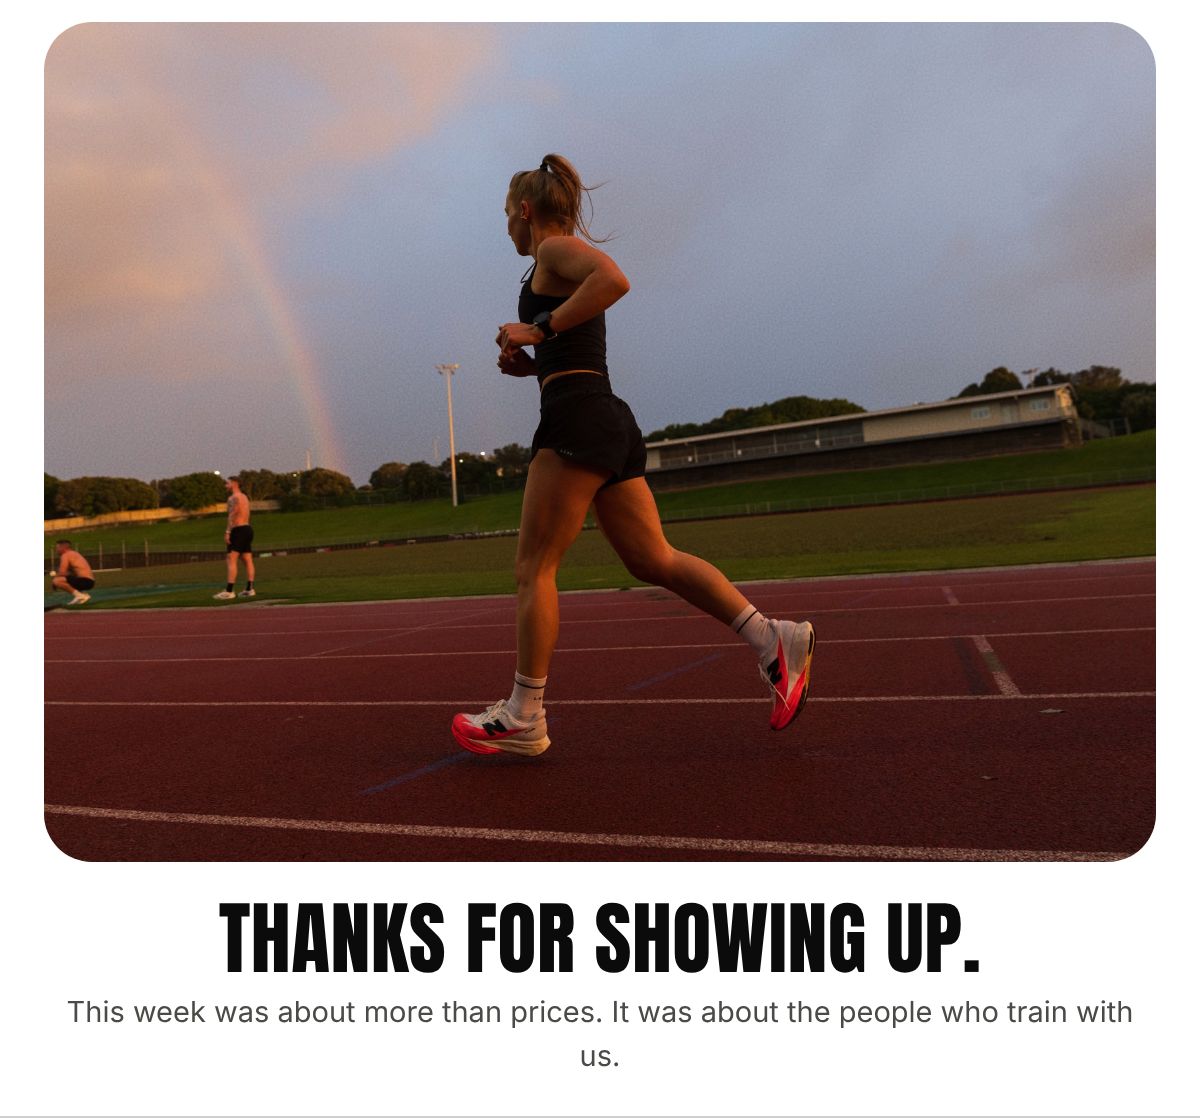 N
N
THANKS FOR SHOWING UP.
This week was about more than prices. It was about the people who train with
us.